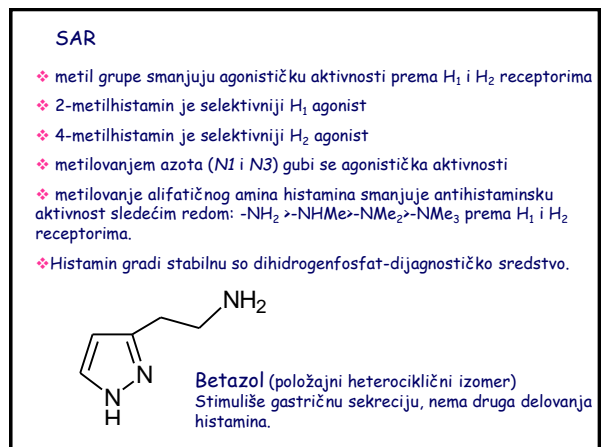 SAR
❖ metil grupe smanjuju agonističku aktivnosti prema H₁ i H₂ receptorima
❖ 2-metilhistamin je selektivniji H₁ agonist
❖ 4-metilhistamin je selektivniji H₂ agonist
❖ metilovanjem azota (N1 i N3) gubi se agonistička aktivnosti
❖ metilovanje alifatičnog amina histamina smanjuje antihistaminsku
aktivnost sledećim redom: -NH₂ >-NHMe>-NMe₂>-NMe₃ prema H₁ i H₂
receptorima.
❖Histamin gradi stabilnu so dihidrogenfosfat-dijagnostičko sredstvo.
NH₂
N
N
H
Betazol (položajni heterociklični izomer)
Stimuliše gastričnu sekreciju, nema druga delovanja
histamina.